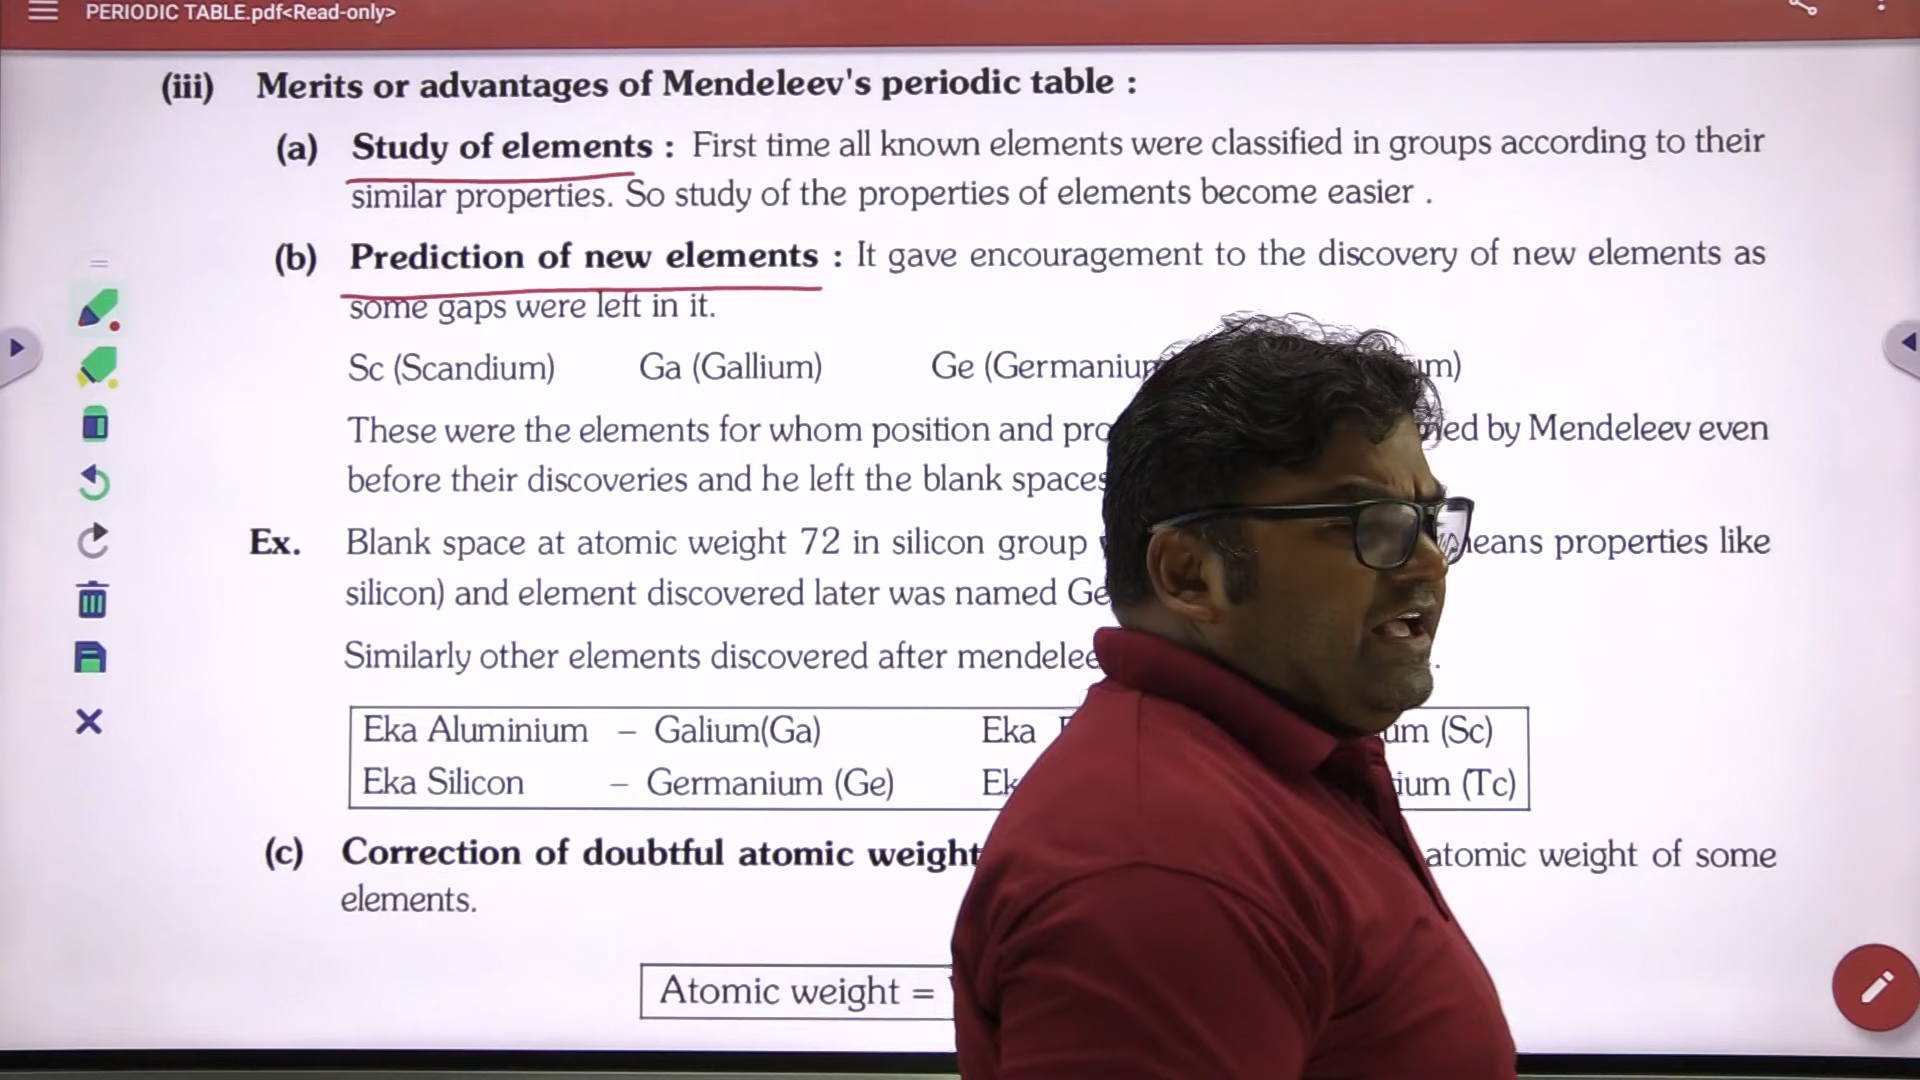 PERIODIC TABLE.pdf<Read-only>
(iii) Merits or advantages of Mendeleev's periodic table :
(a) Study of elements : First time all known elements were classified in groups according to their
similar properties. So study of the properties of elements become easier .
(b) Prediction of new elements : It gave encouragement to the discovery of new elements as
some gaps were left in it.
Sc (Scandium) Ga (Gallium) Ge (Germanium um)
These were the elements for whom position and ned by Mendeleev even
before their discoveries and he left the blank spaces
Ex. Blank space at atomic weight 72 in silicon group means properties like
silicon) and element discovered later was named Ge
Similarly other elements discovered after mendelee
Eka Aluminium – Galium(Ga) Eka um (Sc)
Eka Silicon – Germanium (Ge) Ek ium (Tc)
(c) Correction of doubtful atomic weight atomic weight of some
elements.
Atomic weight =